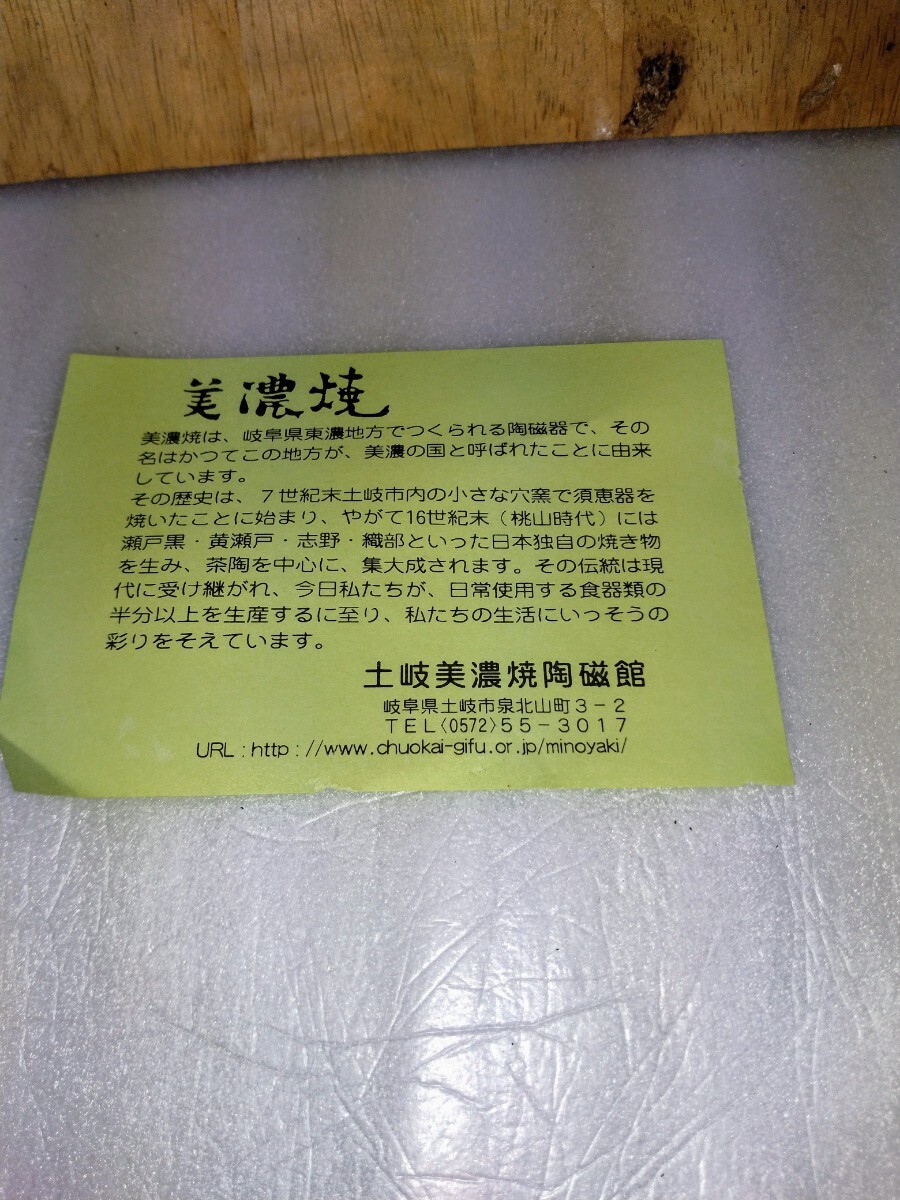 美濃焼
美濃焼は、岐阜県東濃地方でつくられる陶磁器で、その
名はかつてこの地方が、美濃の国と呼ばれたことに由来
しています。
その歴史は、７世紀末土岐市内の小さな穴窯で須恵器を
焼いたことに始まり、やがて16世紀末（桃山時代）には
瀬戸黒・黄瀬戸・志野・織部といった日本独自の焼き物
を生み、茶陶を中心に、集大成されます。その伝統は現
代に受け継がれ、今日私たちが、日常使用する食器類の
半分以上を生産するに至り、私たちの生活にいっそうの
彩りをそえています。
土岐美濃焼陶磁館
岐阜県土岐市泉北山町３－２
ＴＥＬ〈0572〉５５－３０１７
URL：http：//www.chuokai-gifu.or.jp/minoyaki/